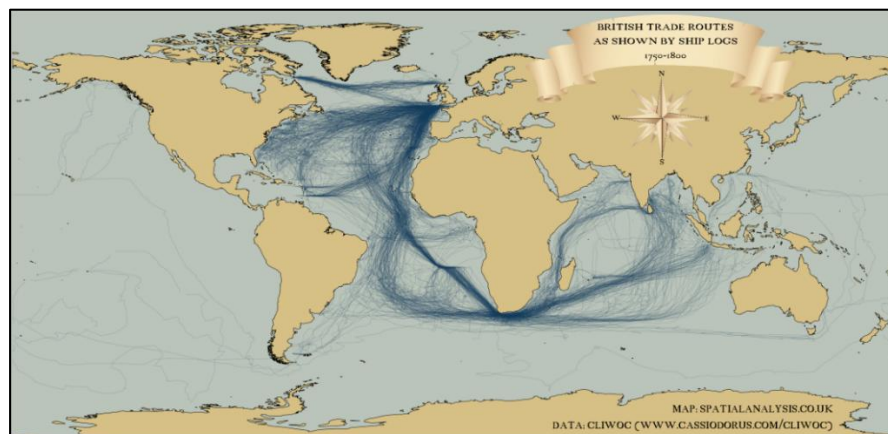 BRITISH TRADE ROUTES
AS SHOWN BY SHIP LOGS
1750-1800
N
W E
S
MAP: SPATIALANALYSIS.CO.UK
DATA: CLIWOC (WWW.CASSIODORUS.COM/CLIWOC)